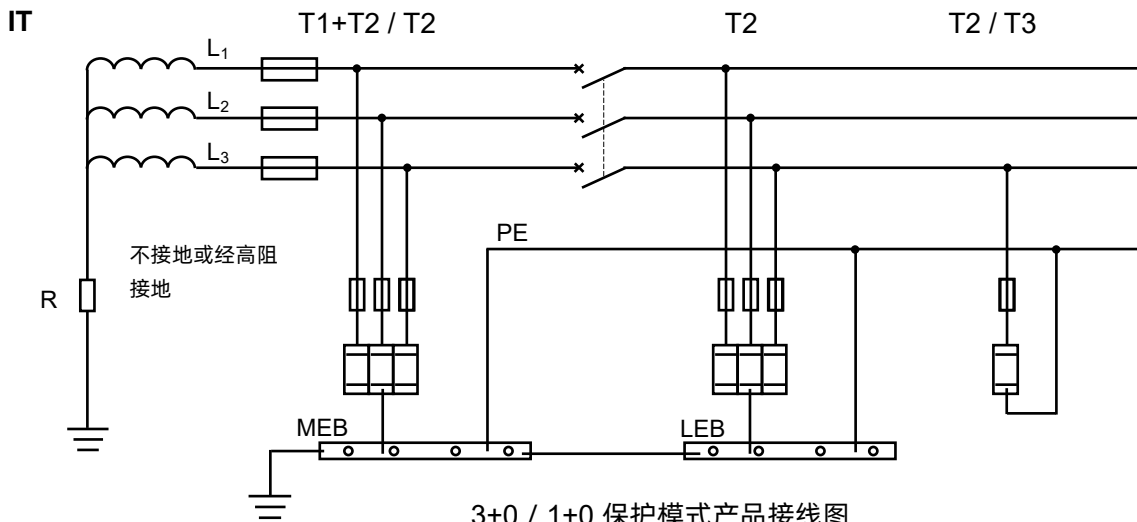 IT
T1+T2 / T2
T2
T2 / T3
L₁
L₂
L₃
PE
不接地或经高阻
接地
R
MEB
LEB
3+0 / 1+0 保护模式产品接线图